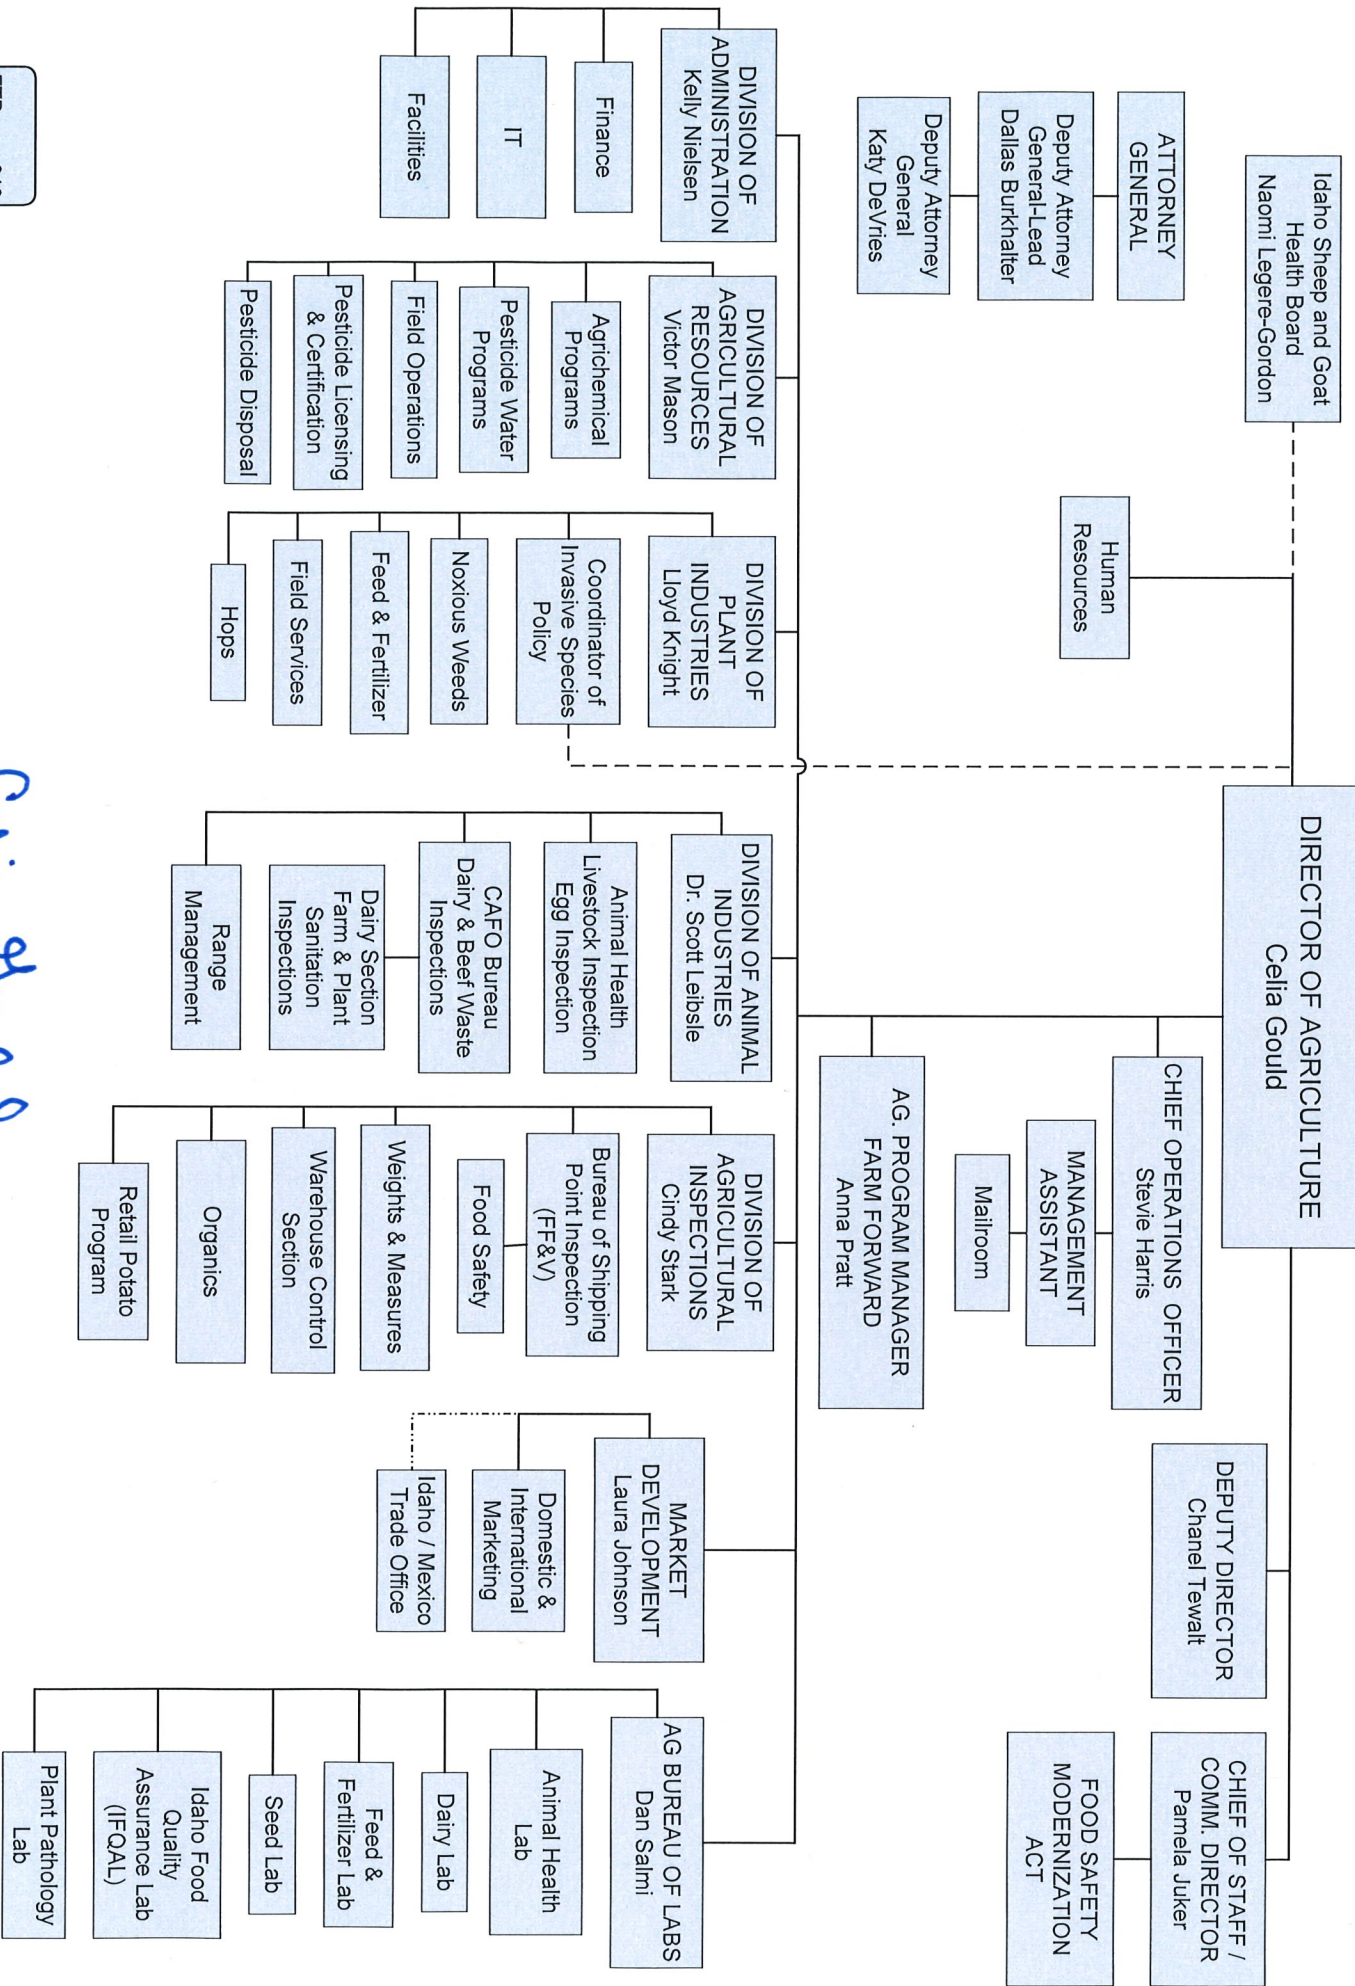 DIRECTOR OF AGRICULTURE
Celia Gould
Idaho Sheep and Goat
Health Board
Naomi Legere-Gordon
Human
Resources
ATTORNEY
GENERAL
Deputy Attorney
General-Lead
Dallas Burkhalter
Deputy Attorney
General
Katy DeVries
CHIEF OPERATIONS OFFICER
Stevie Harris
MANAGEMENT
ASSISTANT
Mailroom
AG. PROGRAM MANAGER
FARM FORWARD
Anna Pratt
DEPUTY DIRECTOR
Chanel Tewalt
CHIEF OF STAFF /
COMM. DIRECTOR
Pamela Juker
FOOD SAFETY
MODERNIZATION
ACT
DIVISION OF
ADMINISTRATION
Kelly Nielsen
Finance
IT
Facilities
DIVISION OF
AGRICULTURAL
RESOURCES
Victor Mason
Agrichemical
Programs
Pesticide Water
Programs
Field Operations
Pesticide Licensing
& Certification
Pesticide Disposal
DIVISION OF
PLANT
INDUSTRIES
Lloyd Knight
Coordinator of
Invasive Species
Policy
Noxious Weeds
Feed & Fertilizer
Field Services
Hops
DIVISION OF ANIMAL
INDUSTRIES
Dr. Scott Leibsle
Animal Health
Livestock Inspection
Egg Inspection
CAFO Bureau
Dairy & Beef Waste
Inspections
Dairy Section
Farm & Plant
Sanitation
Inspections
Range
Management
DIVISION OF
AGRICULTURAL
INSPECTIONS
Cindy Stark
Bureau of Shipping
Point Inspection
(FF&V)
Food Safety
Weights & Measures
Warehouse Control
Section
Organics
Retail Potato
Program
MARKET
DEVELOPMENT
Laura Johnson
Domestic &
International
Marketing
Idaho / Mexico
Trade Office
AG BUREAU OF LABS
Dan Salmi
Animal Health
Lab
Dairy Lab
Feed &
Fertilizer Lab
Seed Lab
Idaho Food
Quality
Assurance Lab
(IFQAL)
Plant Pathology
Lab